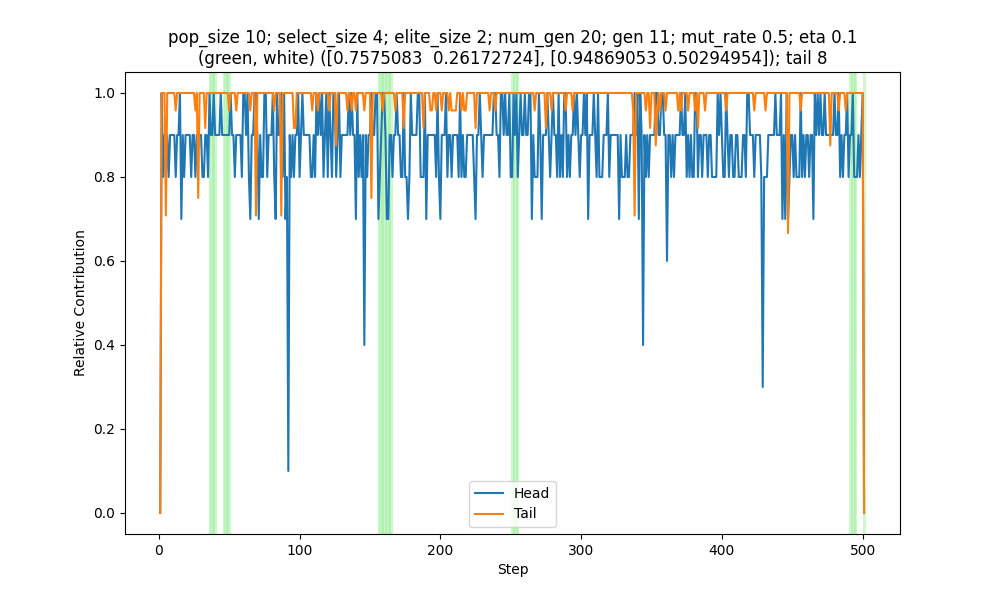 pop_size 10; select_size 4; elite_size 2; num_gen 20; gen 11; mut_rate 0.5; eta 0.1
(green, white) ([0.7575083  0.26172724], [0.94869053 0.50294954]); tail 8
Relative Contribution
1.0
0.8
0.6
0.4
0.2
0.0
Head
Tail
0 100 200 300 400 500
Step